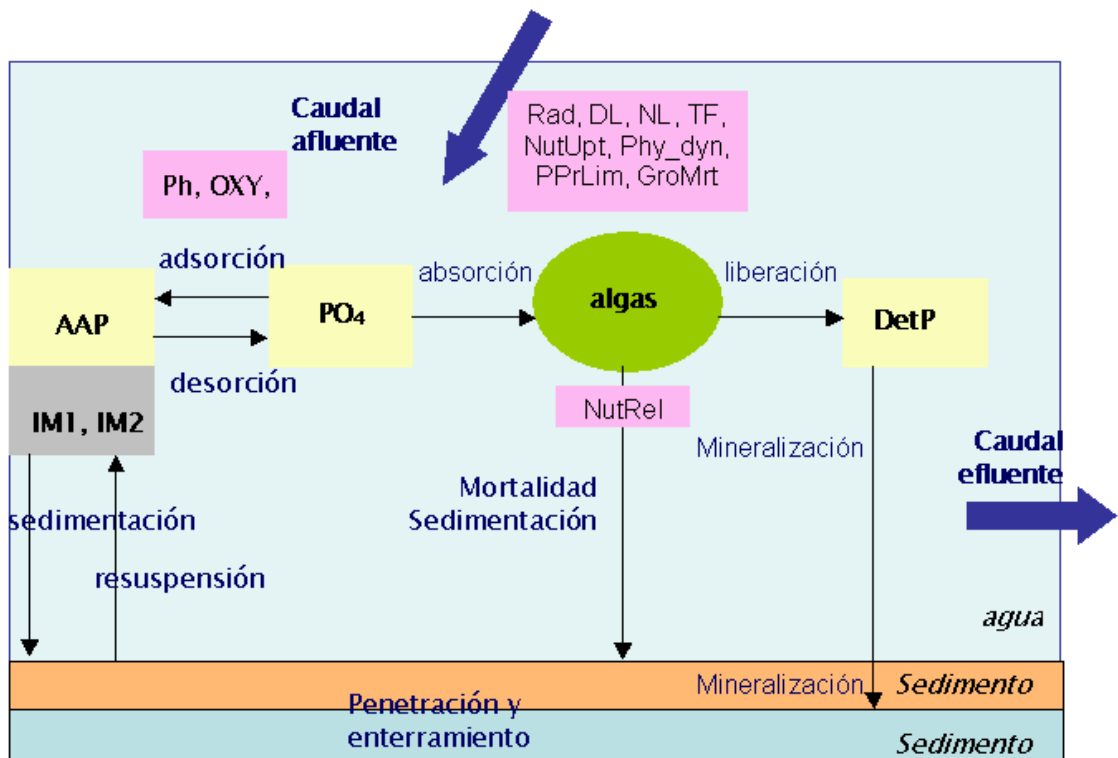 Caudal
afluente
Rad, DL, NL, TF,
NutUpt, Phy_dyn,
PPrLim, GroMrt
Ph, OXY,
adsorción
absorción
liberación
AAP
PO₄
algas
DetP
desorción
IM1, IM2
NutRel
Mineralización
Caudal
efluente
Mortalidad
Sedimentación
sedimentación
resuspensión
agua
Mineralización
Sedimento
Penetración y
enterramiento
Sedimento